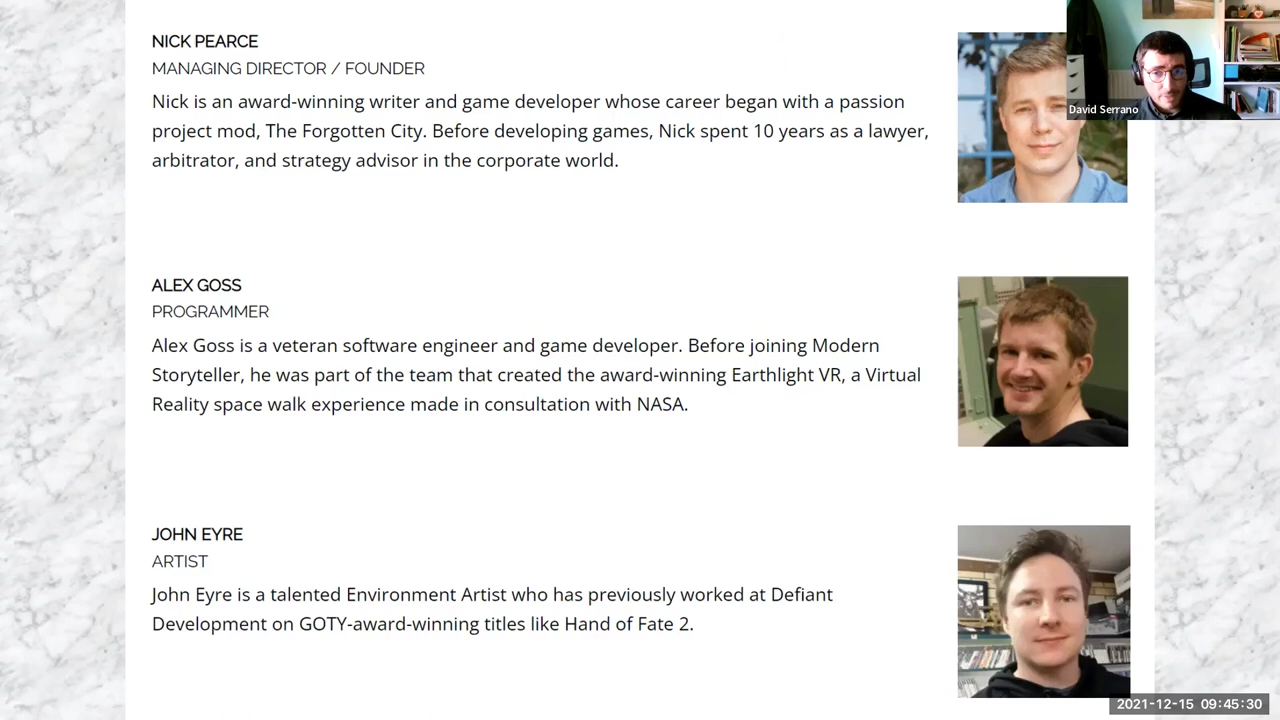 NICK PEARCE
MANAGING DIRECTOR / FOUNDER
Nick is an award-winning writer and game developer whose career began with a passion
project mod, The Forgotten City. Before developing games, Nick spent 10 years as a lawyer,
arbitrator, and strategy advisor in the corporate world.
David Serrano
ALEX GOSS
PROGRAMMER
Alex Goss is a veteran software engineer and game developer. Before joining Modern
Storyteller, he was part of the team that created the award-winning Earthlight VR, a Virtual
Reality space walk experience made in consultation with NASA.
JOHN EYRE
ARTIST
John Eyre is a talented Environment Artist who has previously worked at Defiant
Development on GOTY-award-winning titles like Hand of Fate 2.
2021-12-15 09:45:30